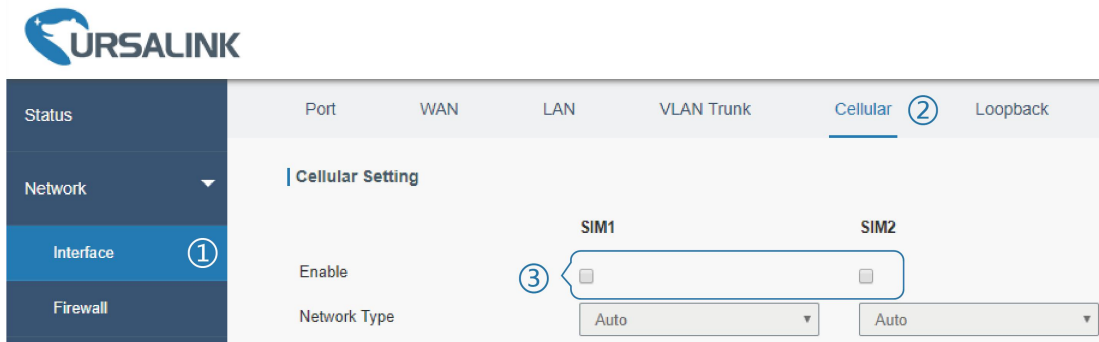 URSALINK
Status
Port WAN LAN VLAN Trunk Cellular ② Loopback
Network
Cellular Setting
SIM1 SIM2
Interface ①
Enable ③
Firewall
Network Type Auto Auto